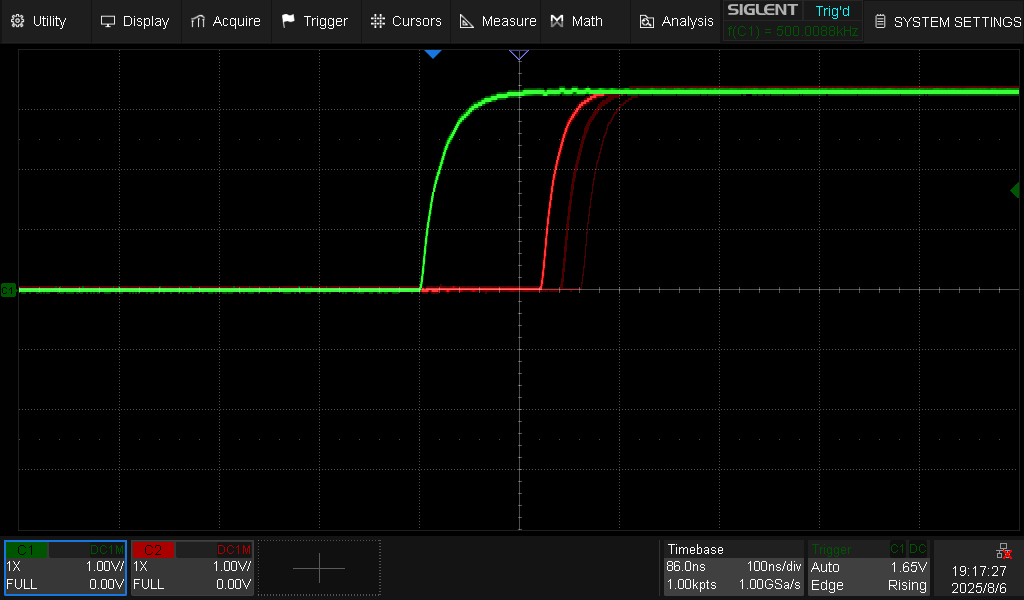 Utility Display Acquire Trigger Cursors Measure Math Analysis SIGLENT Trig'd SYSTEM SETTINGS
f(C1) = 500.0088kHz
C1
C1 DC1M C2 DC1M Timebase Trigger C1 DC
1X 1.00V/ 1X 1.00V/ 86.0ns 100ns/div Auto 1.65V
FULL 0.00V FULL 0.00V 1.00kpts 1.00GSa/s Edge Rising
19:17:27
2025/8/6